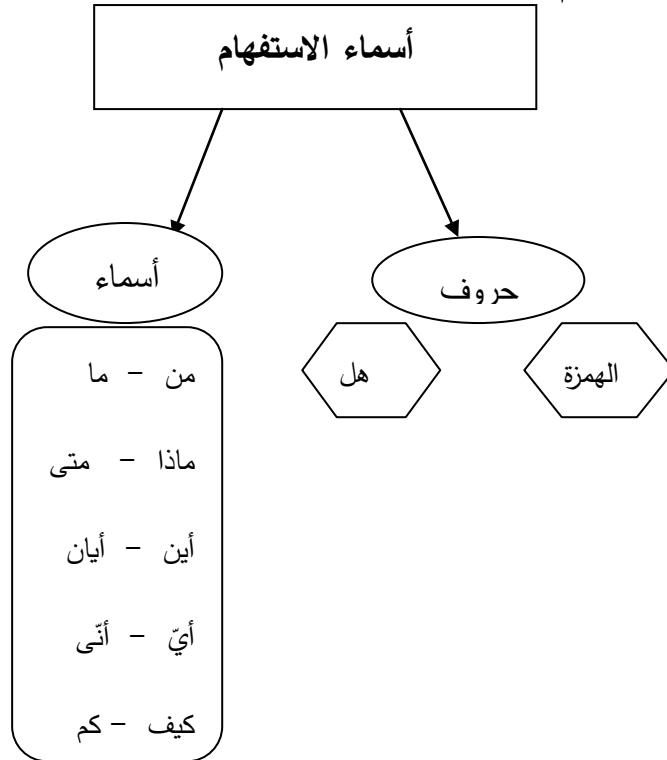 أسماء الاستفهام
حروف
أسماء
الهمزة
هل
من – ما
ماذا – متى
أين – أيان
أيّ – أنّى
كيف – كم